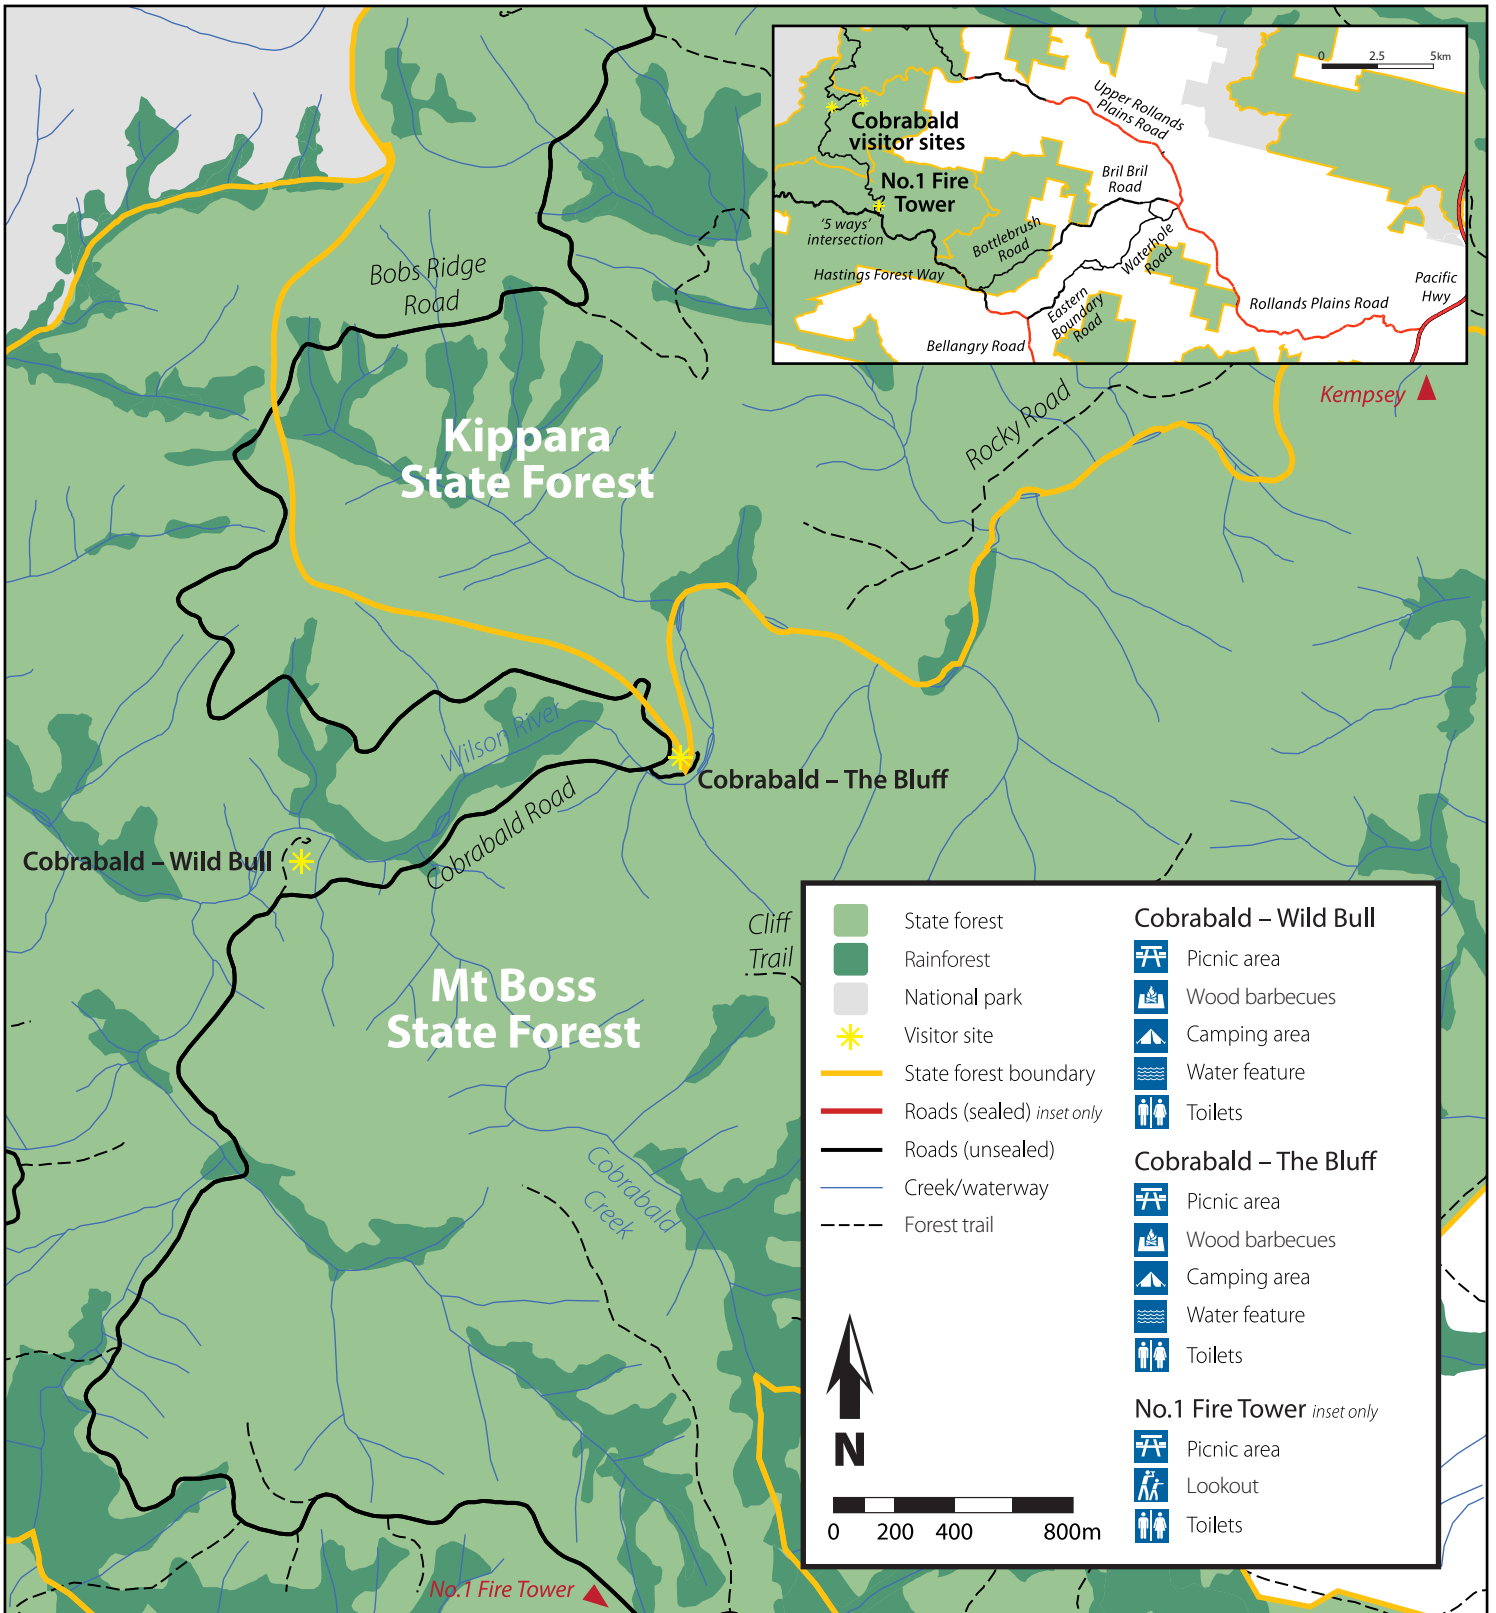 0 2.5 5km
Upper Rollands
Plains Road
Cobrabald
visitor sites
Bril Bril
Road
No.1 Fire
Tower
'5 ways'
intersection
Bottlebrush
Road
Waterhole
Road
Hastings Forest Way
Eastern
Boundary
Road
Rollands Plains Road
Pacific
Hwy
Bellangry Road
Kempsey
Bobs Ridge
Road
Rocky Road
Kippara
State Forest
Wilson River
Cobrabald – The Bluff
Cobrabald Road
Cobrabald – Wild Bull
Cliff
Trail
Mt Boss
State Forest
Cobrabald
Creek
No.1 Fire Tower
State forest
Rainforest
National park
Visitor site
State forest boundary
Roads (sealed) inset only
Roads (unsealed)
Creek/waterway
Forest trail
N
0 200 400 800m
Cobrabald – Wild Bull
Picnic area
Wood barbecues
Camping area
Water feature
Toilets
Cobrabald – The Bluff
Picnic area
Wood barbecues
Camping area
Water feature
Toilets
No.1 Fire Tower inset only
Picnic area
Lookout
Toilets